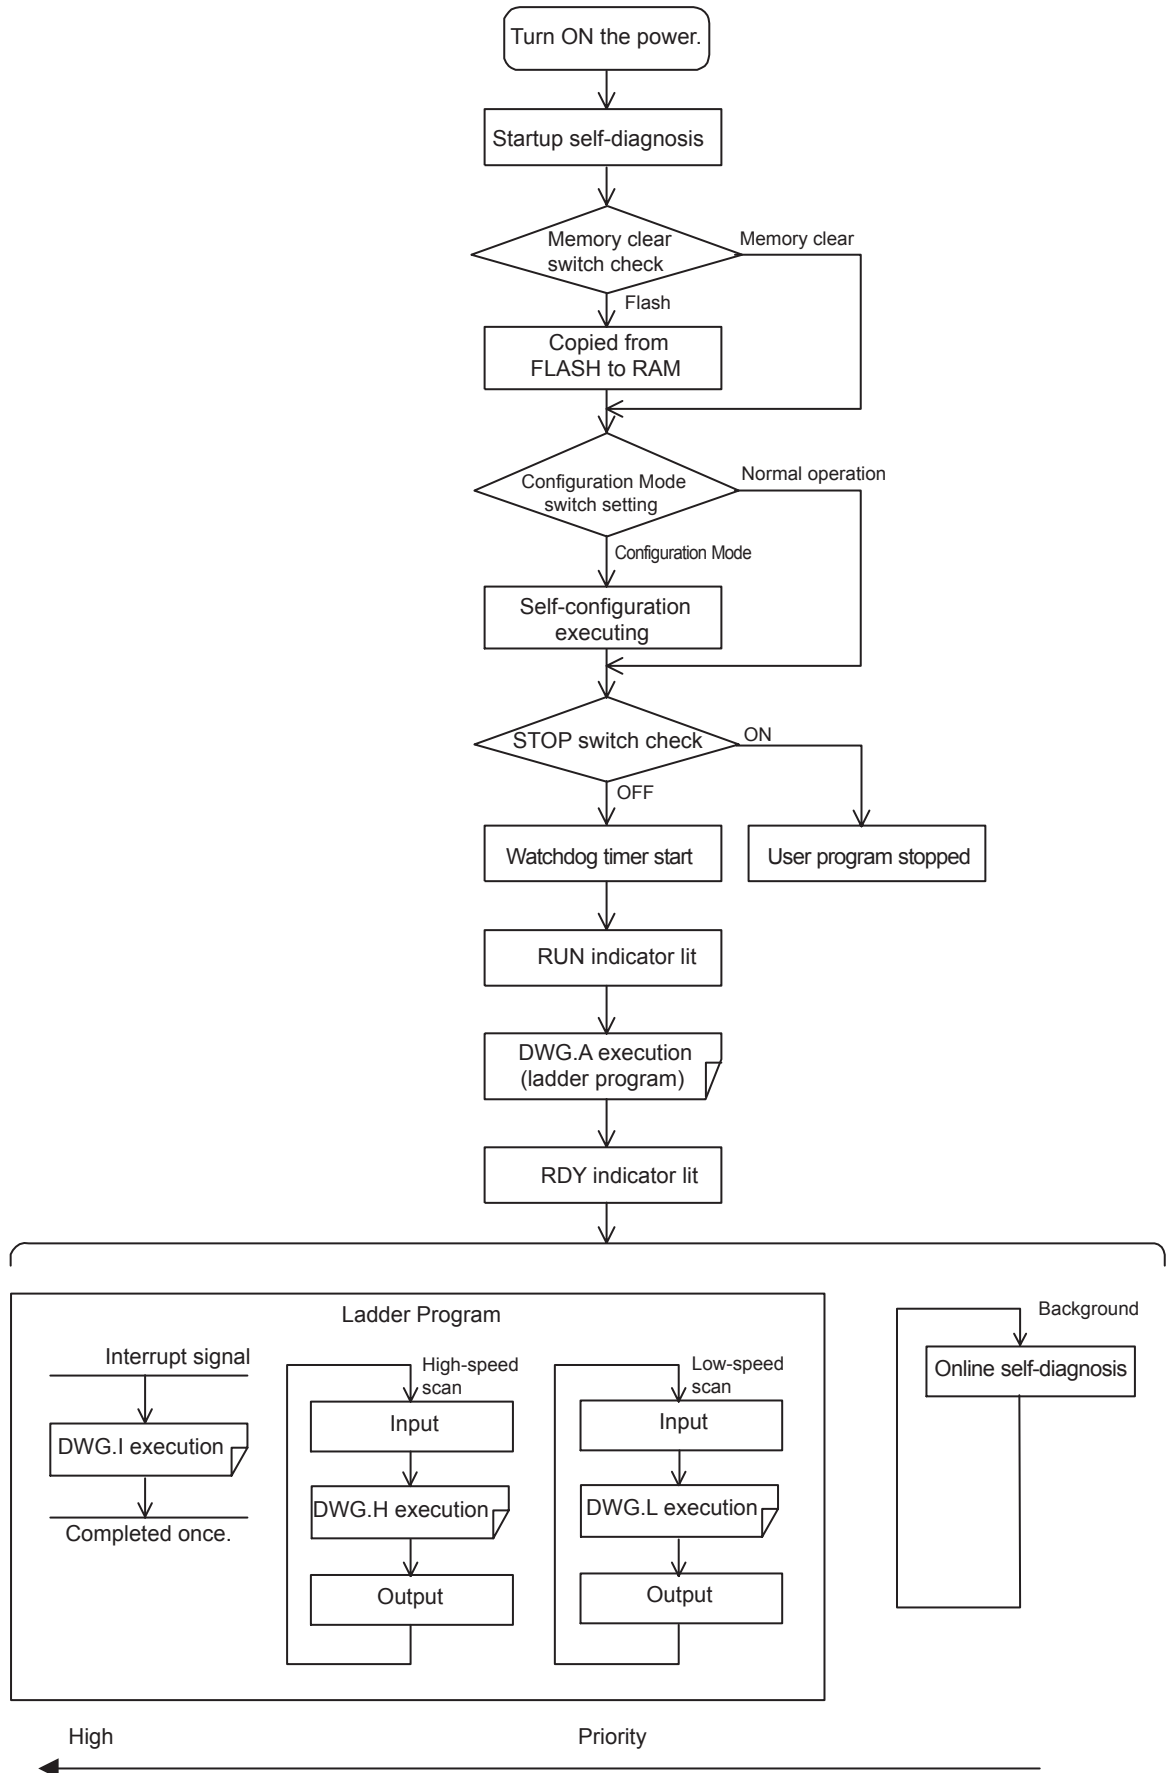 Turn ON the power.
Startup self-diagnosis
Memory clear
switch check
Memory clear
Flash
Copied from
FLASH to RAM
Configuration Mode
switch setting
Normal operation
Configuration Mode
Self-configuration
executing
STOP switch check
ON
OFF
Watchdog timer start
User program stopped
RUN indicator lit
DWG.A execution
(ladder program)
RDY indicator lit
Ladder Program
Interrupt signal
DWG.I execution
Completed once.
High-speed
scan
Input
DWG.H execution
Output
Low-speed
scan
Input
DWG.L execution
Output
Background
Online self-diagnosis
High
Priority